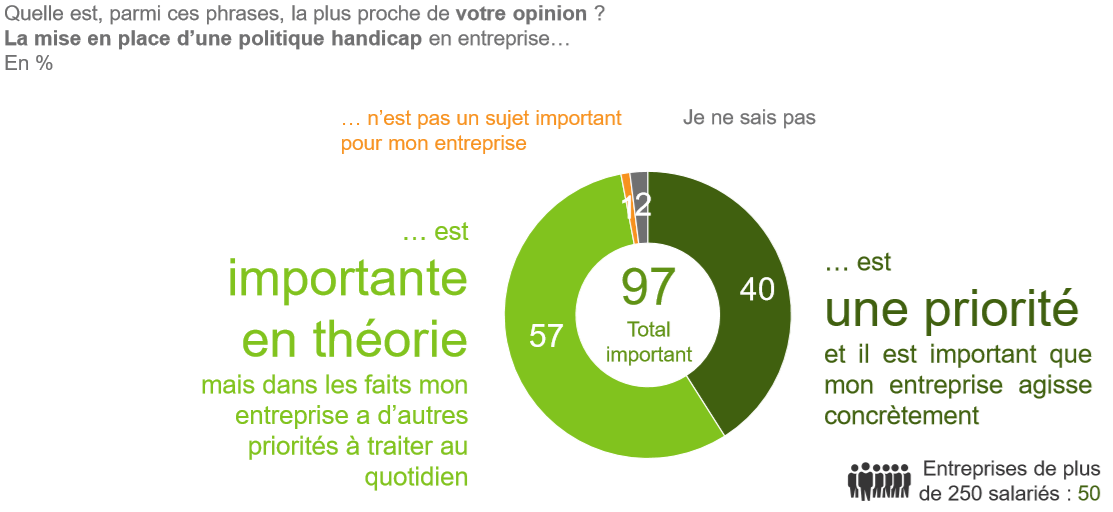 Quelle est, parmi ces phrases, la plus proche de votre opinion ?
La mise en place d’une politique handicap en entreprise…
En %
… n’est pas un sujet important
pour mon entreprise
Je ne sais pas
1
2
… est
importante
en théorie
mais dans les faits mon
entreprise a d’autres
priorités à traiter au
quotidien
57
97
Total
important
40
… est
une priorité
et il est important que
mon entreprise agisse
concrètement
Entreprises de plus
de 250 salariés : 50